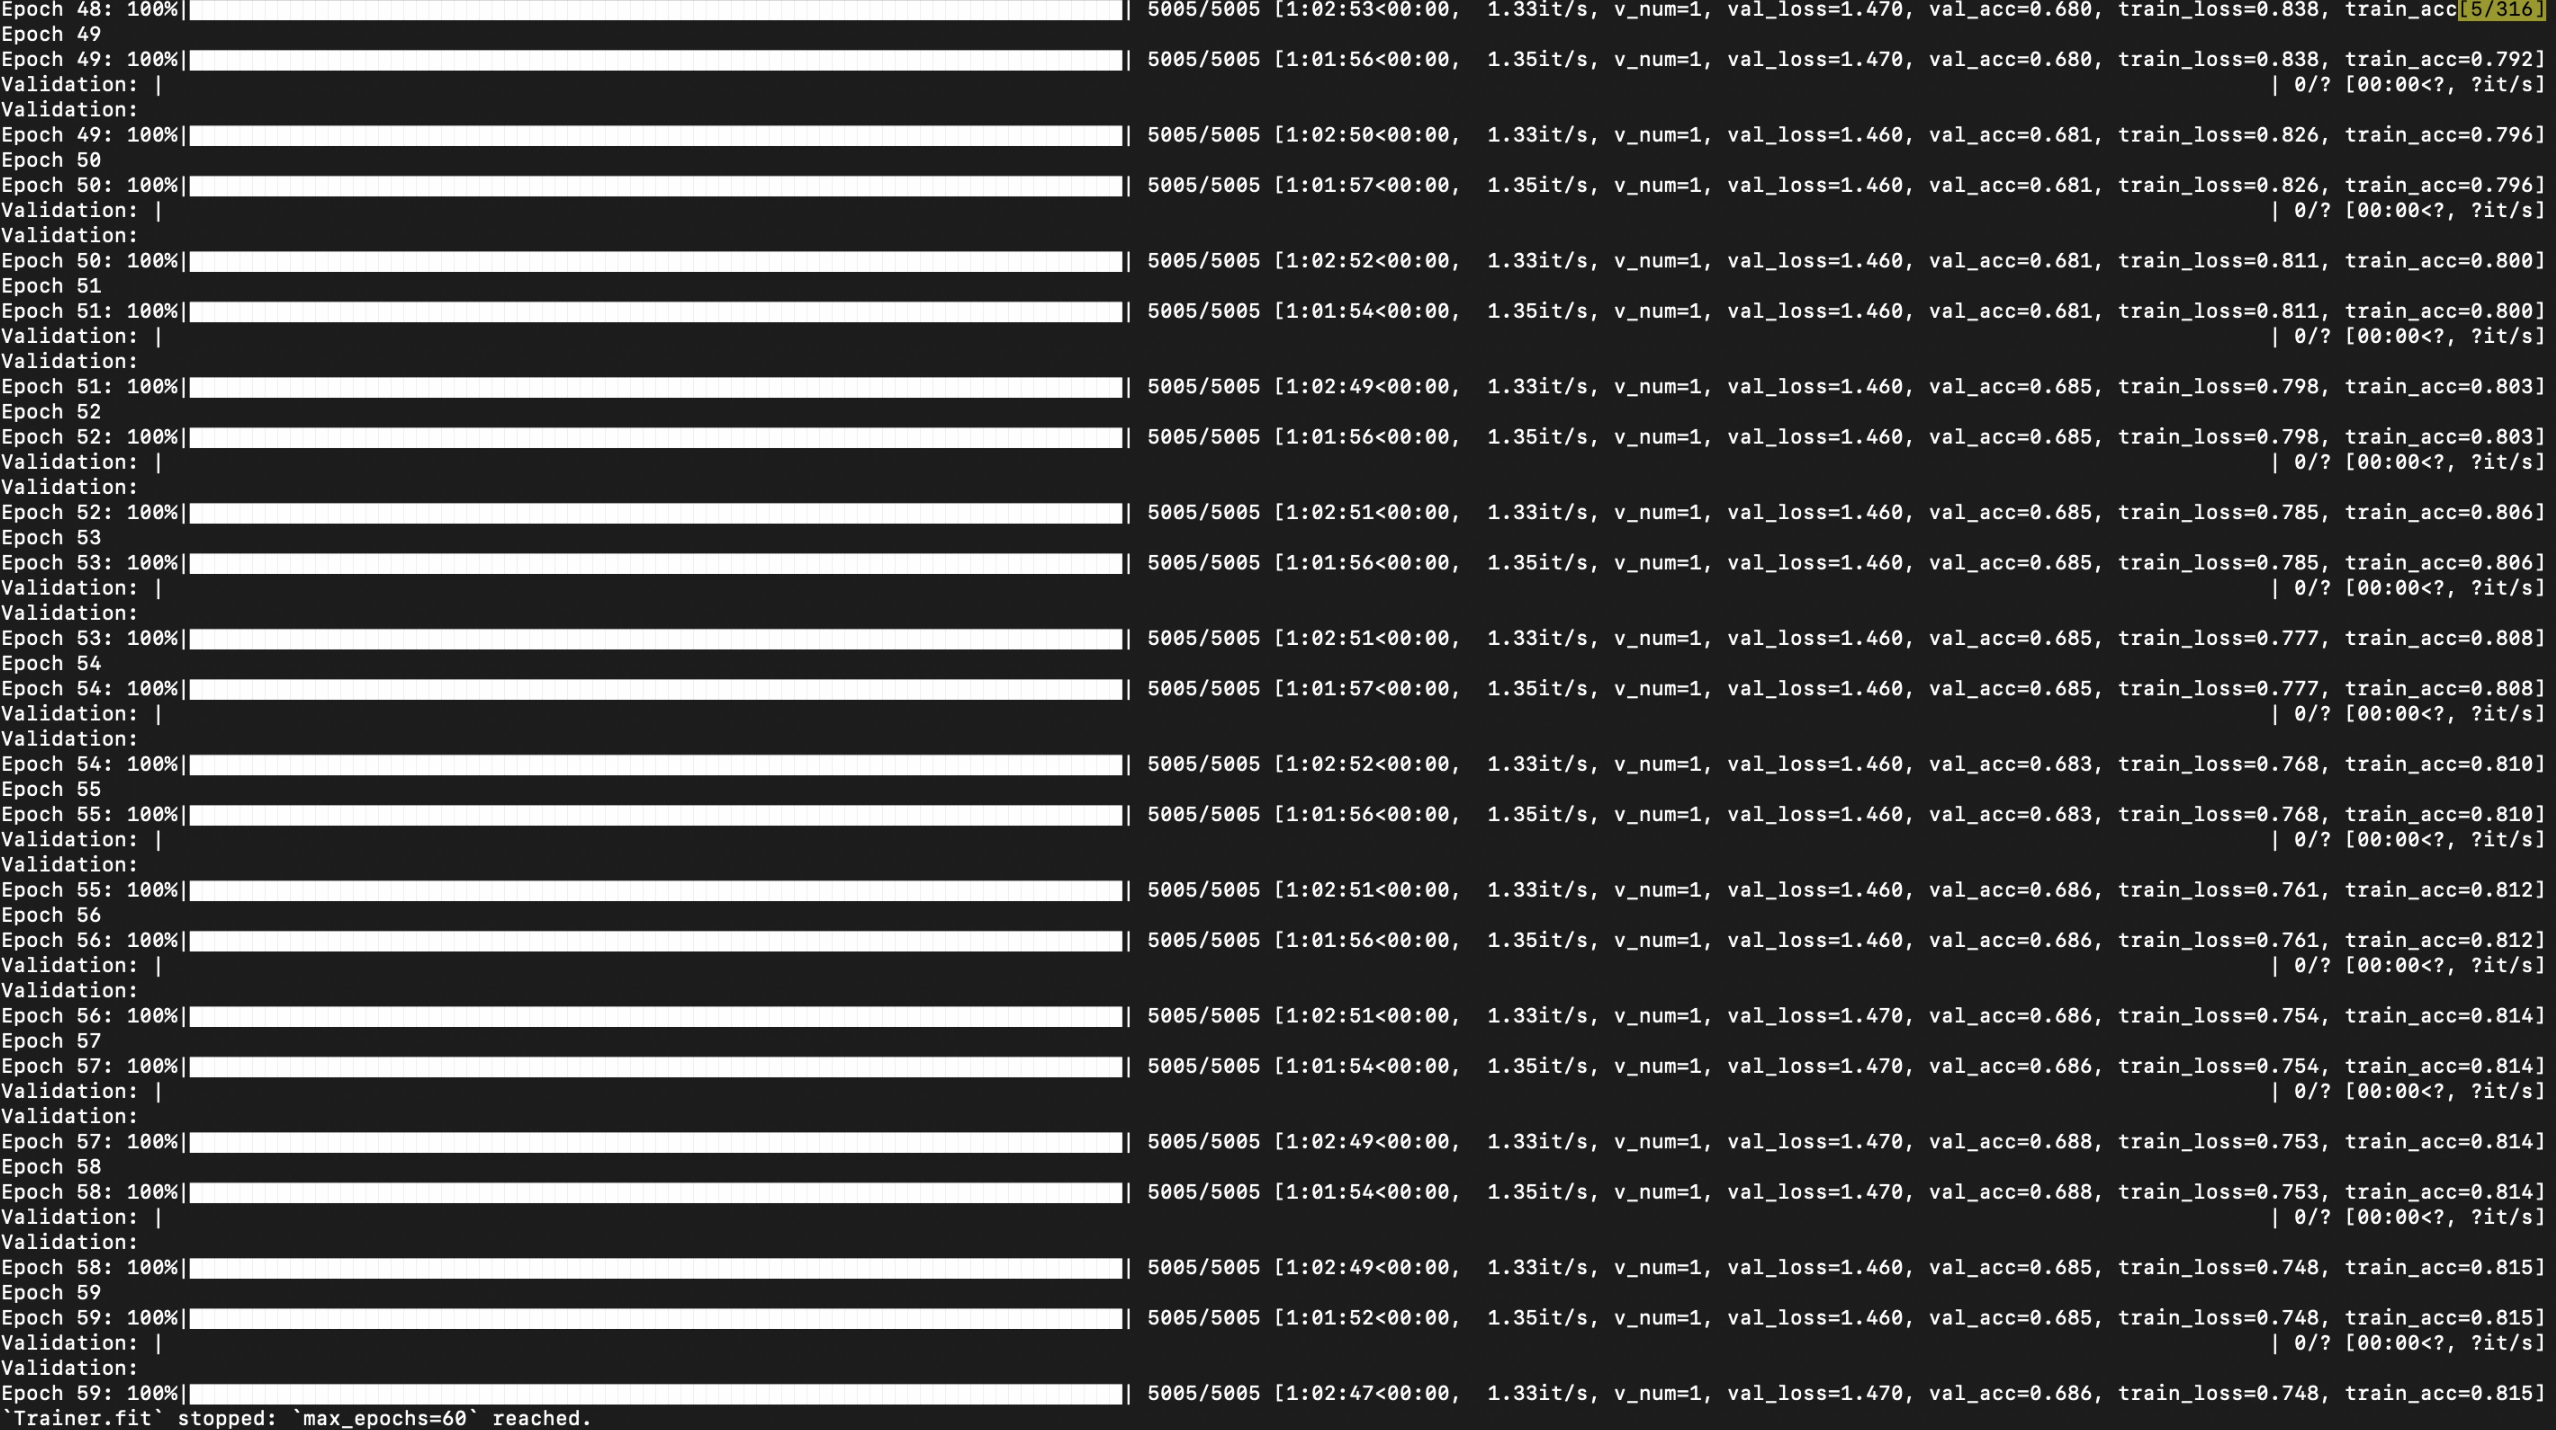 Epoch 48: 100%|| 5005/5005 [1:02:53<00:00,  1.33it/s, v_num=1, val_loss=1.470, val_acc=0.680, train_loss=0.838, train_acc[5/316]
Epoch 49
Epoch 49: 100%|| 5005/5005 [1:01:56<00:00,  1.35it/s, v_num=1, val_loss=1.470, val_acc=0.680, train_loss=0.838, train_acc=0.792]
Validation: | | 0/? [00:00<?, ?it/s]
Validation:
Epoch 49: 100%|| 5005/5005 [1:02:50<00:00,  1.33it/s, v_num=1, val_loss=1.460, val_acc=0.681, train_loss=0.826, train_acc=0.796]
Epoch 50
Epoch 50: 100%|| 5005/5005 [1:01:57<00:00,  1.35it/s, v_num=1, val_loss=1.460, val_acc=0.681, train_loss=0.826, train_acc=0.796]
Validation: | | 0/? [00:00<?, ?it/s]
Validation:
Epoch 50: 100%|| 5005/5005 [1:02:52<00:00,  1.33it/s, v_num=1, val_loss=1.460, val_acc=0.681, train_loss=0.811, train_acc=0.800]
Epoch 51
Epoch 51: 100%|| 5005/5005 [1:01:54<00:00,  1.35it/s, v_num=1, val_loss=1.460, val_acc=0.681, train_loss=0.811, train_acc=0.800]
Validation: | | 0/? [00:00<?, ?it/s]
Validation:
Epoch 51: 100%|| 5005/5005 [1:02:49<00:00,  1.33it/s, v_num=1, val_loss=1.460, val_acc=0.685, train_loss=0.798, train_acc=0.803]
Epoch 52
Epoch 52: 100%|| 5005/5005 [1:01:56<00:00,  1.35it/s, v_num=1, val_loss=1.460, val_acc=0.685, train_loss=0.798, train_acc=0.803]
Validation: | | 0/? [00:00<?, ?it/s]
Validation:
Epoch 52: 100%|| 5005/5005 [1:02:51<00:00,  1.33it/s, v_num=1, val_loss=1.460, val_acc=0.685, train_loss=0.785, train_acc=0.806]
Epoch 53
Epoch 53: 100%|| 5005/5005 [1:01:56<00:00,  1.35it/s, v_num=1, val_loss=1.460, val_acc=0.685, train_loss=0.785, train_acc=0.806]
Validation: | | 0/? [00:00<?, ?it/s]
Validation:
Epoch 53: 100%|| 5005/5005 [1:02:51<00:00,  1.33it/s, v_num=1, val_loss=1.460, val_acc=0.685, train_loss=0.777, train_acc=0.808]
Epoch 54
Epoch 54: 100%|| 5005/5005 [1:01:57<00:00,  1.35it/s, v_num=1, val_loss=1.460, val_acc=0.685, train_loss=0.777, train_acc=0.808]
Validation: | | 0/? [00:00<?, ?it/s]
Validation:
Epoch 54: 100%|| 5005/5005 [1:02:52<00:00,  1.33it/s, v_num=1, val_loss=1.460, val_acc=0.683, train_loss=0.768, train_acc=0.810]
Epoch 55
Epoch 55: 100%|| 5005/5005 [1:01:56<00:00,  1.35it/s, v_num=1, val_loss=1.460, val_acc=0.683, train_loss=0.768, train_acc=0.810]
Validation: | | 0/? [00:00<?, ?it/s]
Validation:
Epoch 55: 100%|| 5005/5005 [1:02:51<00:00,  1.33it/s, v_num=1, val_loss=1.460, val_acc=0.686, train_loss=0.761, train_acc=0.812]
Epoch 56
Epoch 56: 100%|| 5005/5005 [1:01:56<00:00,  1.35it/s, v_num=1, val_loss=1.460, val_acc=0.686, train_loss=0.761, train_acc=0.812]
Validation: | | 0/? [00:00<?, ?it/s]
Validation:
Epoch 56: 100%|| 5005/5005 [1:02:51<00:00,  1.33it/s, v_num=1, val_loss=1.470, val_acc=0.686, train_loss=0.754, train_acc=0.814]
Epoch 57
Epoch 57: 100%|| 5005/5005 [1:01:54<00:00,  1.35it/s, v_num=1, val_loss=1.470, val_acc=0.686, train_loss=0.754, train_acc=0.814]
Validation: | | 0/? [00:00<?, ?it/s]
Validation:
Epoch 57: 100%|| 5005/5005 [1:02:49<00:00,  1.33it/s, v_num=1, val_loss=1.470, val_acc=0.688, train_loss=0.753, train_acc=0.814]
Epoch 58
Epoch 58: 100%|| 5005/5005 [1:01:54<00:00,  1.35it/s, v_num=1, val_loss=1.470, val_acc=0.688, train_loss=0.753, train_acc=0.814]
Validation: | | 0/? [00:00<?, ?it/s]
Validation:
Epoch 58: 100%|| 5005/5005 [1:02:49<00:00,  1.33it/s, v_num=1, val_loss=1.460, val_acc=0.685, train_loss=0.748, train_acc=0.815]
Epoch 59
Epoch 59: 100%|| 5005/5005 [1:01:52<00:00,  1.35it/s, v_num=1, val_loss=1.460, val_acc=0.685, train_loss=0.748, train_acc=0.815]
Validation: | | 0/? [00:00<?, ?it/s]
Validation:
Epoch 59: 100%|| 5005/5005 [1:02:47<00:00,  1.33it/s, v_num=1, val_loss=1.470, val_acc=0.686, train_loss=0.748, train_acc=0.815]
`Trainer.fit` stopped: `max_epochs=60` reached.